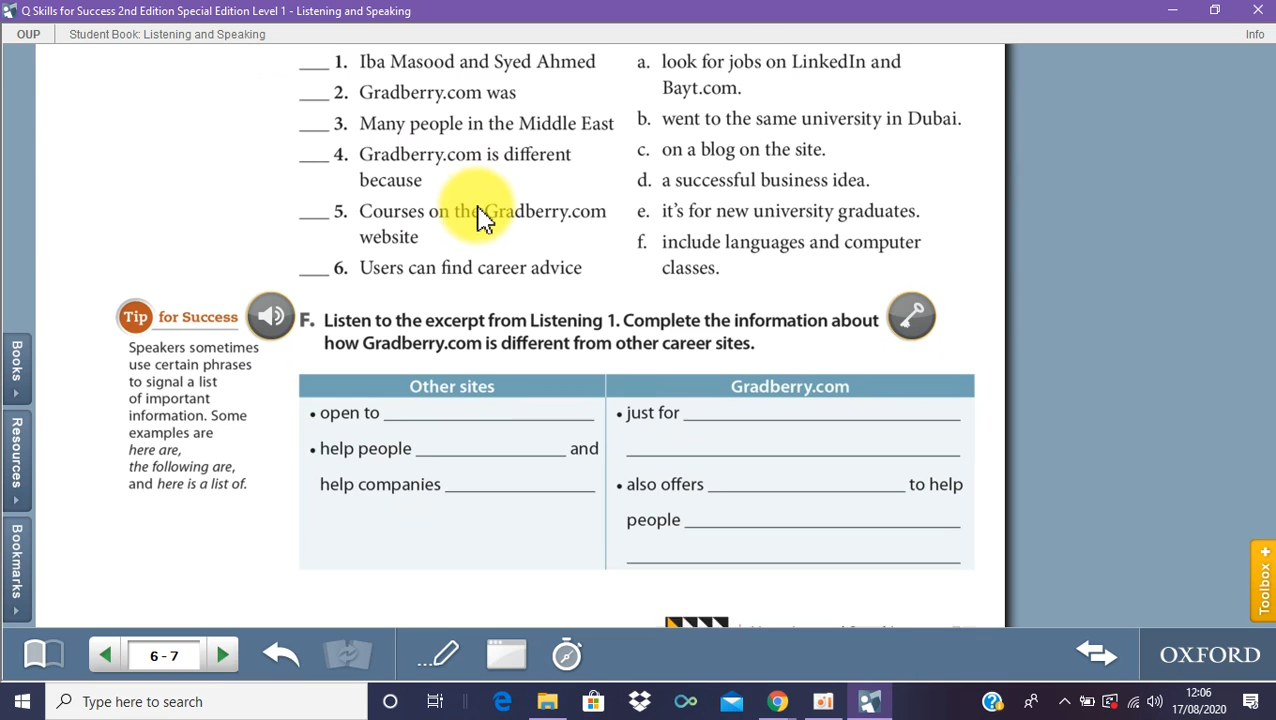 Q Skills for Success 2nd Edition Special Edition Level 1 - Listening and Speaking
OUP
Student Book: Listening and Speaking
Info
___ 1. Iba Masood and Syed Ahmed
___ 2. Gradberry.com was
___ 3. Many people in the Middle East
___ 4. Gradberry.com is different
because
___ 5. Courses on the Gradberry.com
website
___ 6. Users can find career advice
a. look for jobs on LinkedIn and
Bayt.com.
b. went to the same university in Dubai.
c. on a blog on the site.
d. a successful business idea.
e. it's for new university graduates.
f. include languages and computer
classes.
Tip for Success
Speakers sometimes
use certain phrases
to signal a list
of important
information. Some
examples are
here are,
the following are,
and here is a list of.
F. Listen to the excerpt from Listening 1. Complete the information about
how Gradberry.com is different from other career sites.
Other sites
• open to ____________________
• help people ______________ and
help companies ______________
Gradberry.com
• just for ____________________
____________________
• also offers __________________ to help
people ____________________
____________________
Books
Resources
Bookmarks
Toolbox +
6 - 7
OXFORD
Type here to search
12:06
17/08/2020